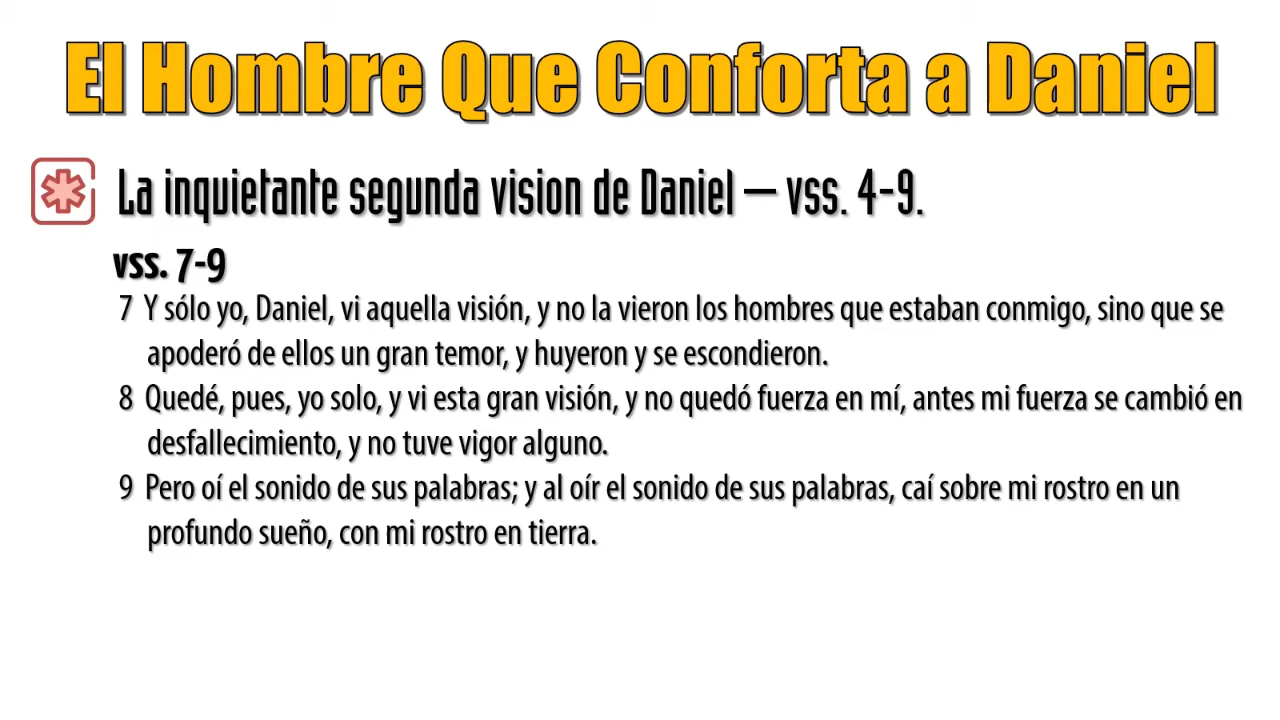 El Hombre Que Conforta a Daniel
La inquietante segunda vision de Daniel – vss. 4-9.
vss. 7-9
7 Y sólo yo, Daniel, vi aquella visión, y no la vieron los hombres que estaban conmigo, sino que se
apoderó de ellos un gran temor, y huyeron y se escondieron.
8 Quedé, pues, yo solo, y vi esta gran visión, y no quedó fuerza en mí, antes mi fuerza se cambió en
desfallecimiento, y no tuve vigor alguno.
9 Pero oí el sonido de sus palabras; y al oír el sonido de sus palabras, caí sobre mi rostro en un
profundo sueño, con mi rostro en tierra.